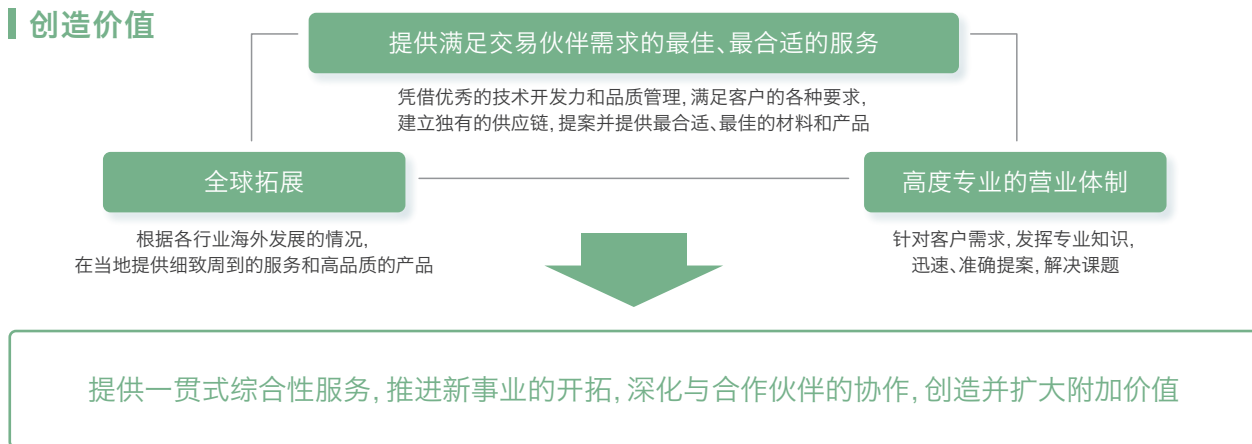 创造价值
提供满足交易伙伴需求的最佳、最合适的服务
凭借优秀的技术开发力和品质管理, 满足客户的各种要求,
建立独有的供应链, 提案并提供最合适、最佳的材料和产品
全球拓展
高度专业的营业体制
根据各行业海外发展的情况,
在当地提供细致周到的服务和高品质的产品
针对客户需求, 发挥专业知识,
迅速、准确提案, 解决课题
提供一贯式综合性服务, 推进新事业的开拓, 深化与合作伙伴的协作, 创造并扩大附加价值